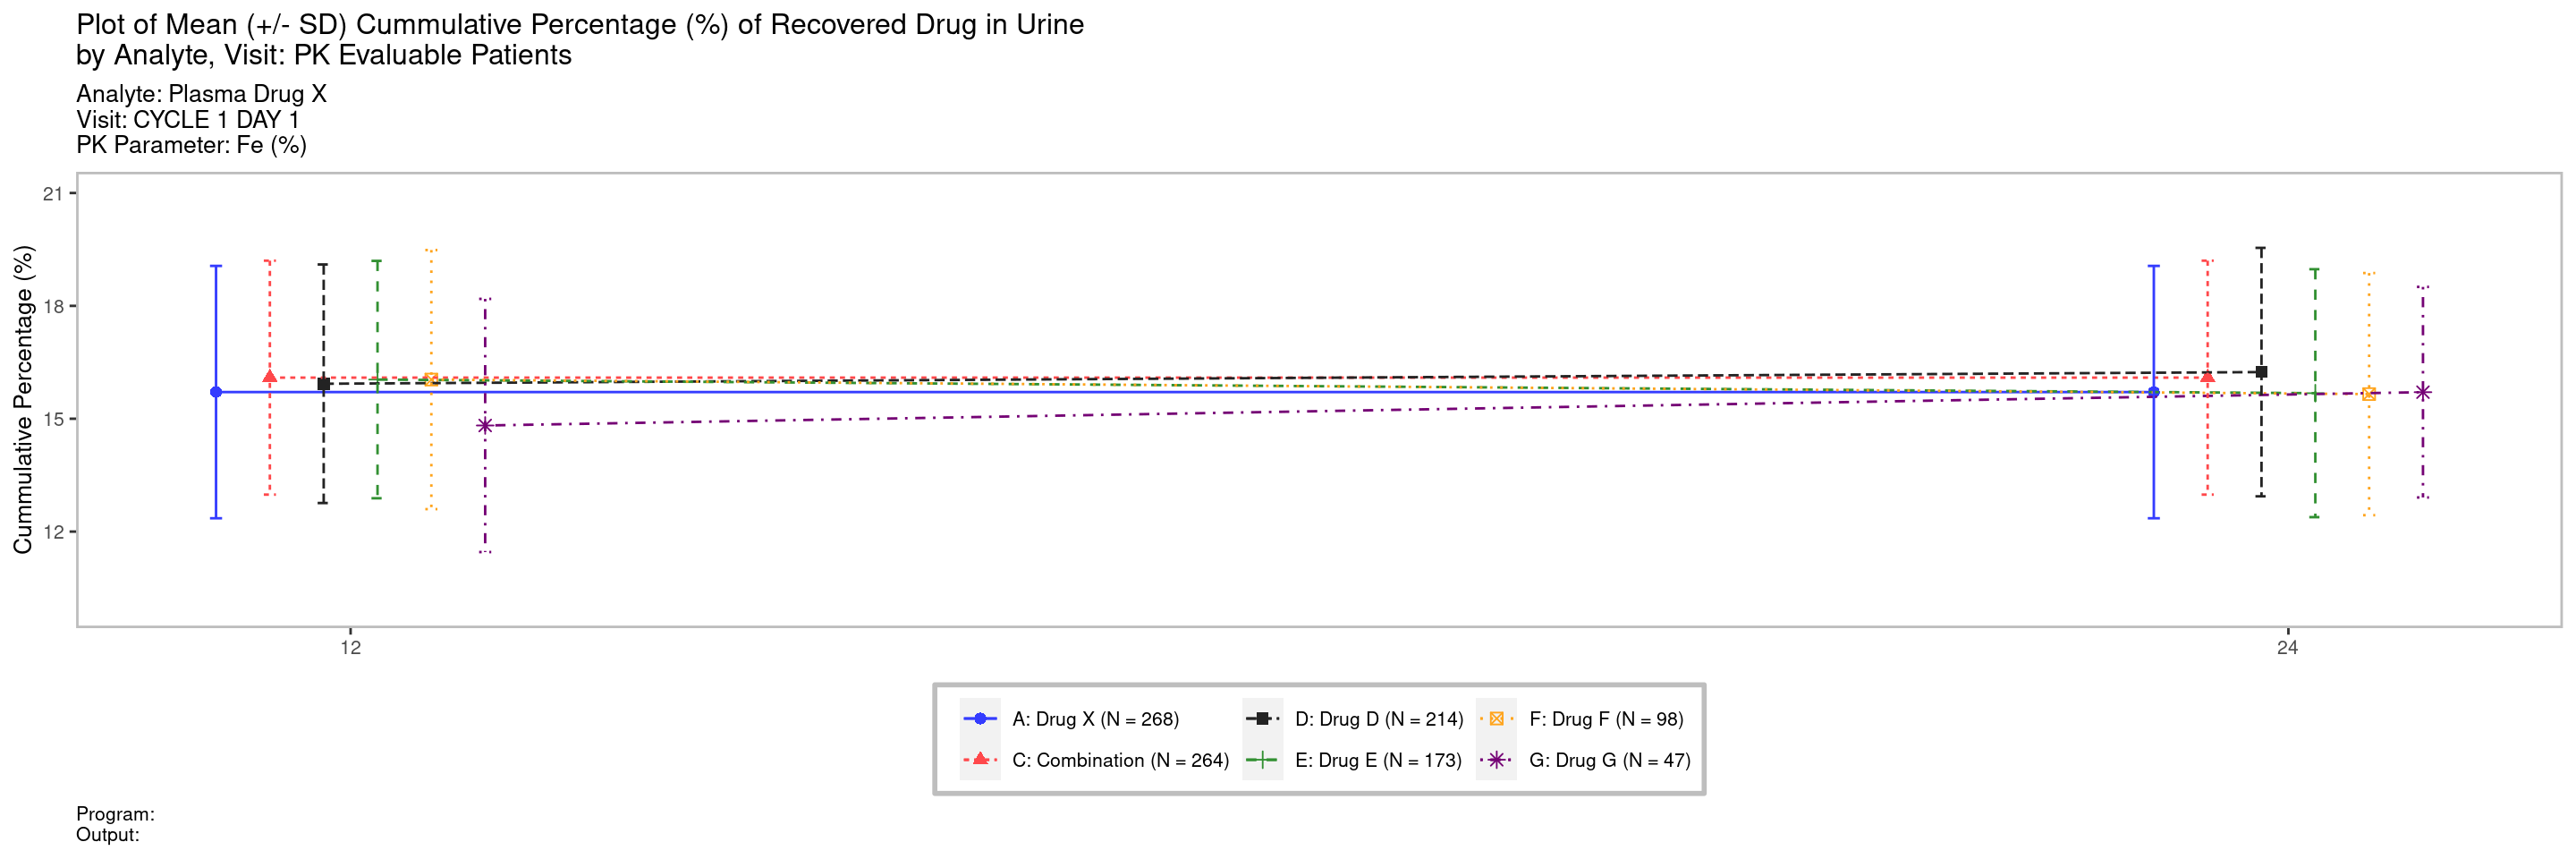 Plot of Mean (+/- SD) Cummulative Percentage (%) of Recovered Drug in Urine
by Analyte, Visit: PK Evaluable Patients
Analyte: Plasma Drug X
Visit: CYCLE 1 DAY 1
PK Parameter: Fe (%)
Cummulative Percentage (%)
21
18
15
12
12
24
A: Drug X (N = 268)
D: Drug D (N = 214)
F: Drug F (N = 98)
C: Combination (N = 264)
E: Drug E (N = 173)
G: Drug G (N = 47)
Program:
Output: